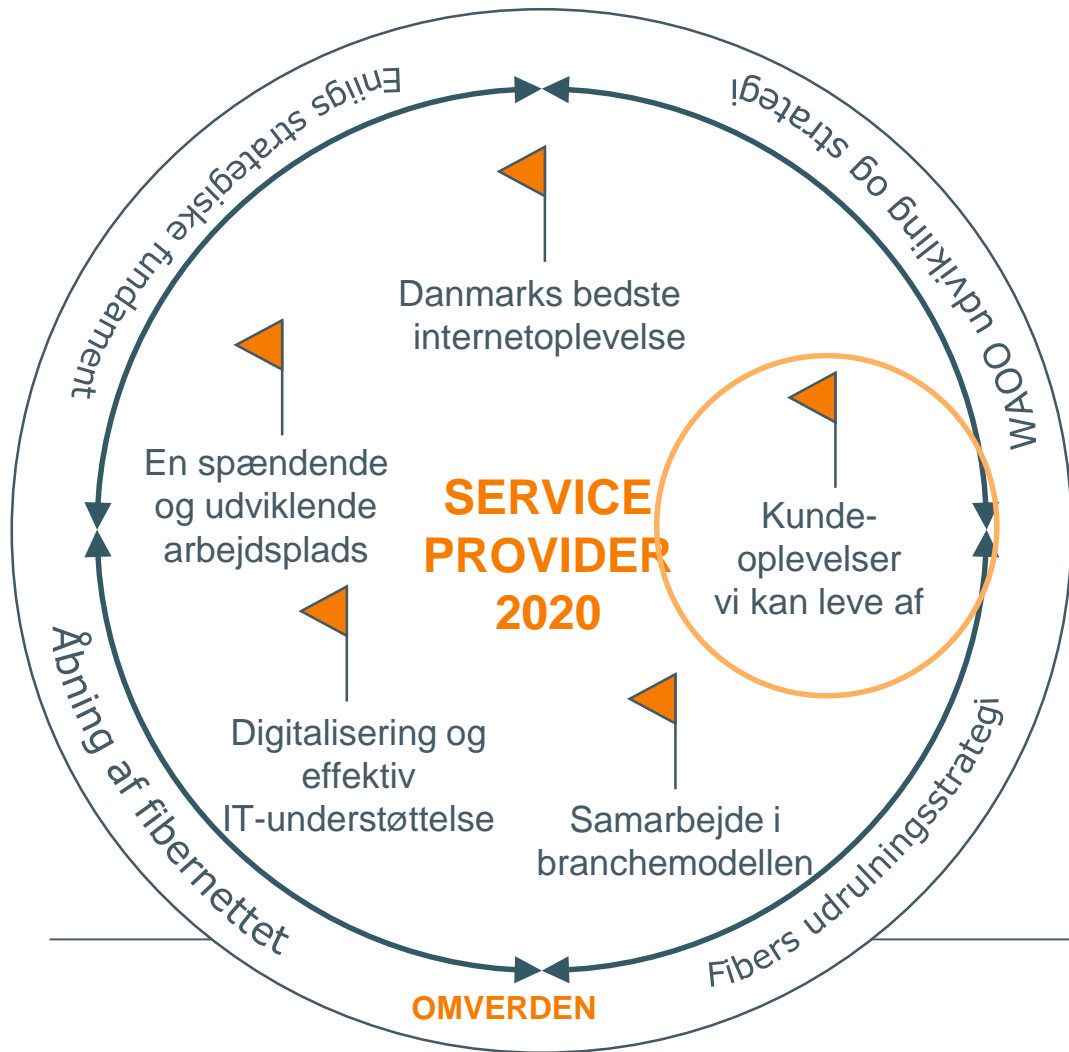 Eniigs strategiske fundament
WAOO udvikling og strategi
Danmarks bedste
internetoplevelse
En spændende
og udviklende
arbejdsplads
SERVICE
PROVIDER
2020
Kunde-
oplevelser
vi kan leve af
Digitalisering og
effektiv
IT-understøttelse
Samarbejde i
branchemodellen
Åbning af fibernettet
Fibers udrulningsstrategi
OMVERDEN